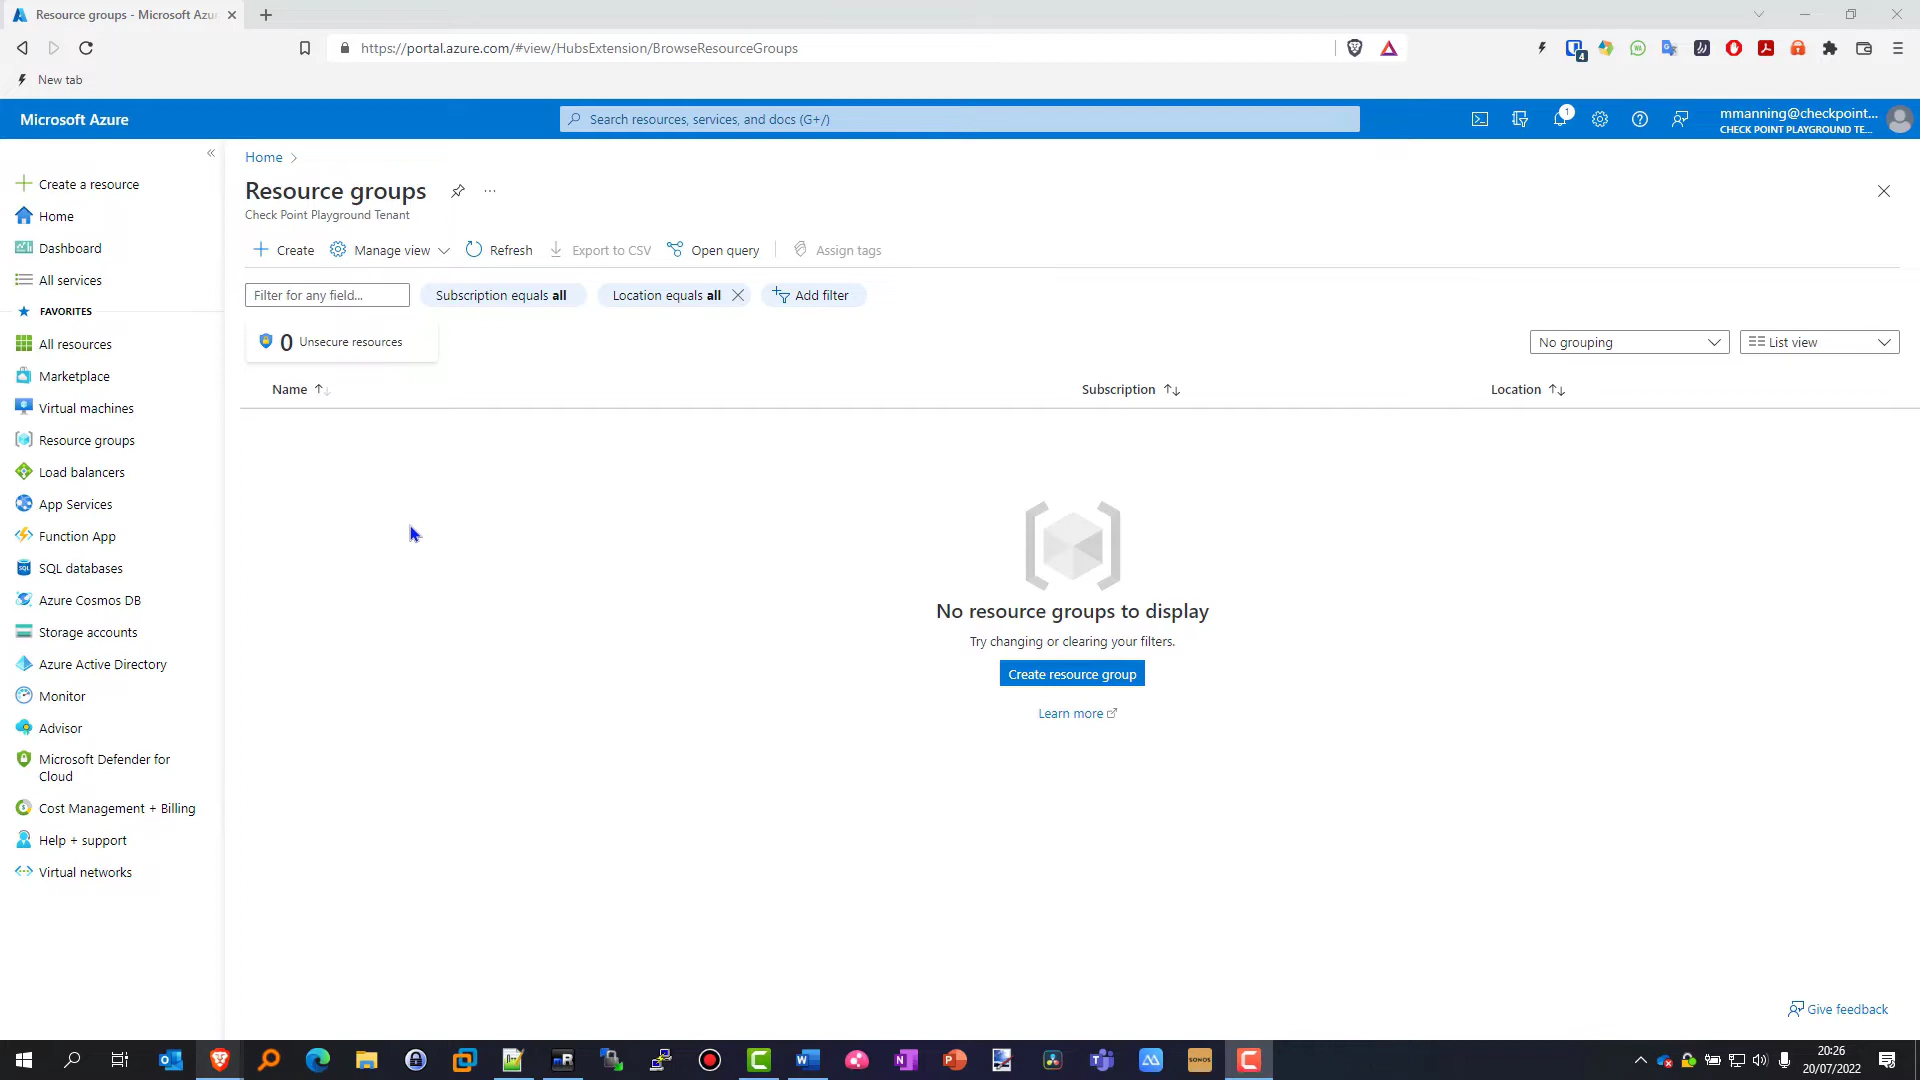 Resource groups - Microsoft Azu
https://portal.azure.com/#view/HubsExtension/BrowseResourceGroups
4
New tab
Microsoft Azure
Search resources, services, and docs (G+/)
1
mmanning@checkpoint...
CHECK POINT PLAYGROUND TE...
Create a resource
Home
Dashboard
All services
FAVORITES
All resources
Marketplace
Virtual machines
Resource groups
Load balancers
App Services
Function App
SQL databases
Azure Cosmos DB
Storage accounts
Azure Active Directory
Monitor
Advisor
Microsoft Defender for
Cloud
Cost Management + Billing
Help + support
Virtual networks
Home
Resource groups
Check Point Playground Tenant
Create
Manage view
Refresh
Export to CSV
Open query
Assign tags
Filter for any field...
Subscription equals all
Location equals all
Add filter
0 Unsecure resources
No grouping
List view
Name
Subscription
Location
No resource groups to display
Try changing or clearing your filters.
Create resource group
Learn more
Give feedback
SONOS
20:26
20/07/2022